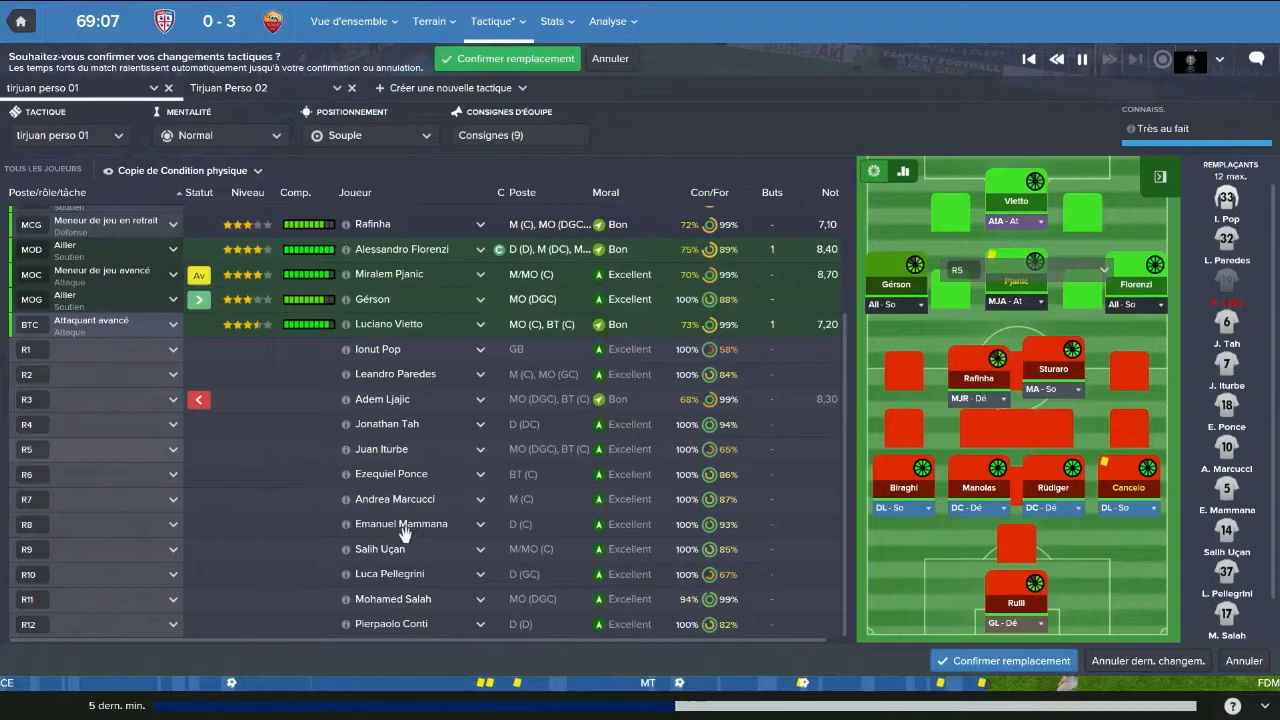 69:07
0 - 3
Vue d'ensemble
Terrain
Tactique*
Stats
Analyse
Souhaitez-vous confirmer vos changements tactiques ?
Les temps forts du match ralentissent automatiquement jusqu'à votre confirmation ou annulation.
Confirmer remplacement
Annuler
tirjuan perso 01
Tirjuan Perso 02
Créer une nouvelle tactique
TACTIQUE
MENTALITÉ
POSITIONNEMENT
CONSIGNES D'ÉQUIPE
CONNAISS.
tirjuan perso 01
Normal
Souple
Consignes (9)
Très au fait
TOUS LES JOUEURS
Copie de Condition physique
Poste/rôle/tâche Statut Niveau Comp. Joueur C Poste Moral Con/For Buts Not
Soutien
MCG Meneur de jeu en retrait Rafinha M (C), MO (DGC... Bon 72% 99% - 7,10
Défense
MOD Ailier Alessandro Florenzi C D (D), M (DC), M... Bon 75% 89% 1 8,40
Soutien
MOC Meneur de jeu avancé Av Miralem Pjanic M/MO (C) Excellent 70% 99% - 8,70
Attaque
MOG Ailier Gérson MO (DGC) Excellent 100% 88% -
Soutien
BTC Attaquant avancé Luciano Vietto MO (C), BT (C) Bon 73% 99% 1 7,20
Attaque
R1 Ionut Pop GB Excellent 100% 58% -
R2 Leandro Paredes M (C), MO (GC) Excellent 100% 84% -
R3 Adem Ljajic MO (DGC), BT (C) Bon 68% 99% - 8,30
R4 Jonathan Tah D (DC) Excellent 100% 94% -
R5 Juan Iturbe MO (DGC), BT (C) Excellent 100% 65% -
R6 Ezequiel Ponce BT (C) Excellent 100% 86% -
R7 Andrea Marcucci M (C) Excellent 100% 87% -
R8 Emanuel Mammana D (C) Excellent 100% 93% -
R9 Salih Uçan M/MO (C) Excellent 100% 85% -
R10 Luca Pellegrini D (GC) Excellent 100% 67% -
R11 Mohamed Salah MO (DGC) Excellent 94% 99% -
R12 Pierpaolo Conti D (D) Excellent 100% 82% -
Vietto
AtA - At
R5
Gérson
Pjanic
Florenzi
All - So
MJA - At
All - So
Rafinha
Sturaro
MJR - Dé
MA - So
Biraghi
Manolas
Rüdiger
Cancelo
DL - So
DC - Dé
DC - Dé
DL - So
Rulli
GL - Dé
REMPLAÇANTS
12 max.
33
I. Pop
32
L. Paredes
6
J. Tah
7
J. Iturbe
18
E. Ponce
10
A. Marcucci
5
E. Mammana
14
Salih Uçan
37
L. Pellegrini
17
M. Salah
Confirmer remplacement
Annuler dern. changem.
Annuler
CE
MT
FDM
5 dern. min.